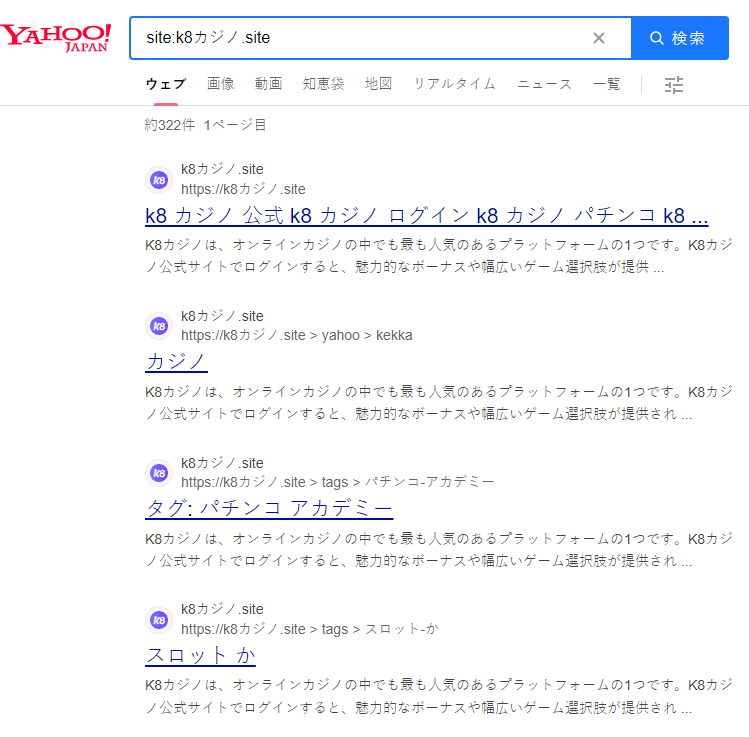 YAHOO!
JAPAN
site:k8カジノ.site
検索
ウェブ 画像 動画 知恵袋 地図 リアルタイム ニュース 一覧
約322件 1ページ目
k8
k8カジノ.site
https://k8カジノ.site
k8 カジノ 公式 k8 カジノ ログイン k8 カジノ パチンコ k8 ...
K8カジノは、オンラインカジノの中でも最も人気のあるプラットフォームの1つです。K8カジ
ノ公式サイトでログインすると、魅力的なボーナスや幅広いゲーム選択肢が提供 ...
k8
k8カジノ.site
https://k8カジノ.site > yahoo > kekka
カジノ
K8カジノは、オンラインカジノの中でも最も人気のあるプラットフォームの1つです。K8カジ
ノ公式サイトでログインすると、魅力的なボーナスや幅広いゲーム選択肢が提供され ...
k8
k8カジノ.site
https://k8カジノ.site > tags > パチンコ-アカデミー
タグ: パチンコ アカデミー
K8カジノは、オンラインカジノの中でも最も人気のあるプラットフォームの1つです。K8カジ
ノ公式サイトでログインすると、魅力的なボーナスや幅広いゲーム選択肢が提供され ...
k8
k8カジノ.site
https://k8カジノ.site > tags > スロット-か
スロット か
K8カジノは、オンラインカジノの中でも最も人気のあるプラットフォームの1つです。K8カジ
ノ公式サイトでログインすると、魅力的なボーナスや幅広いゲーム選択肢が提供され ...